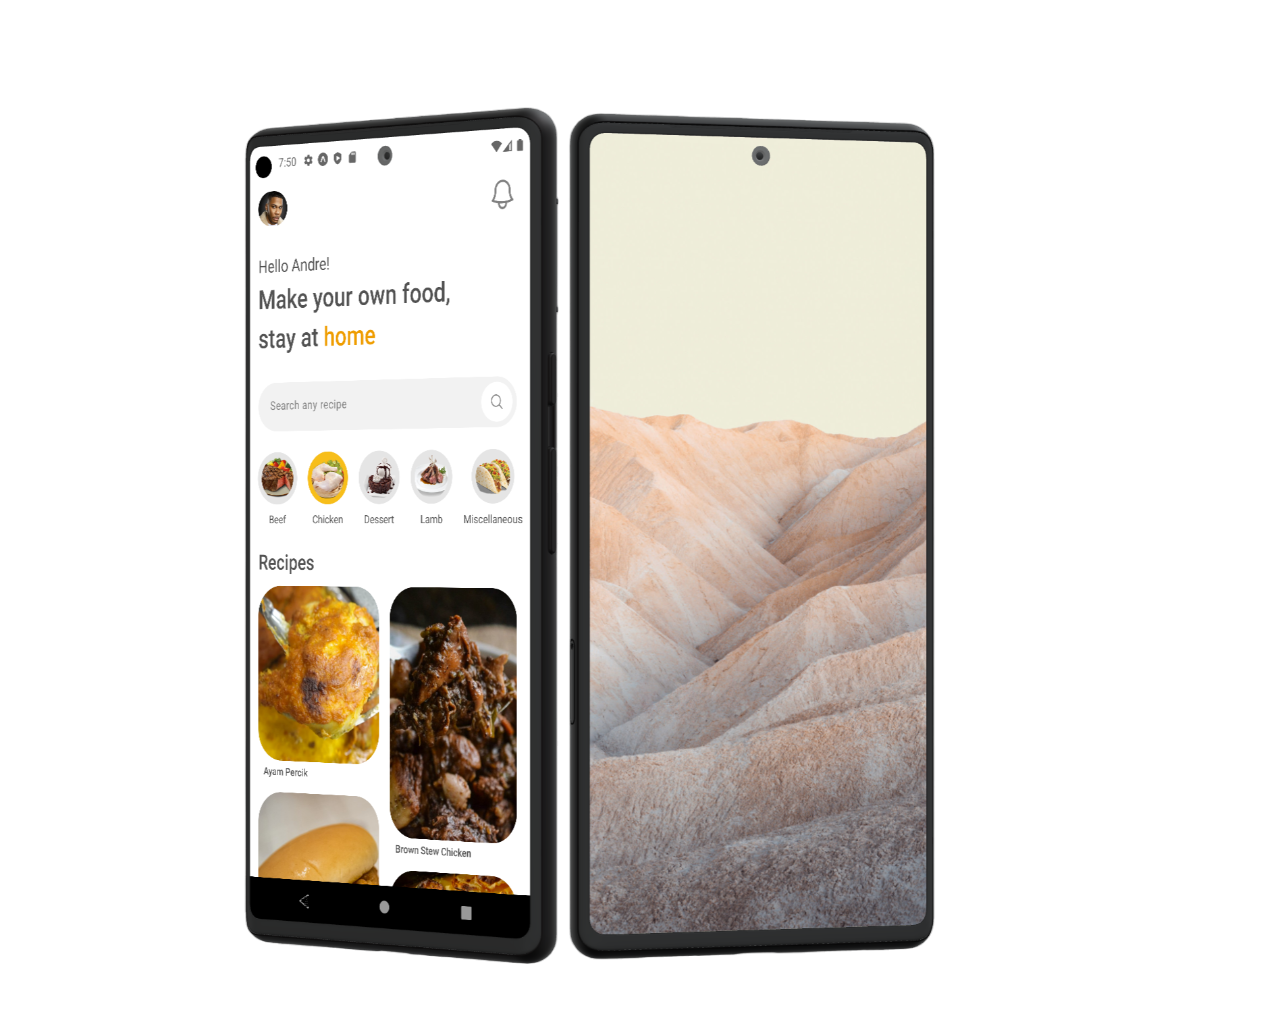 7:50
Hello Andre!
Make your own food,
stay at home
Search any recipe
Beef
Chicken
Dessert
Lamb
Miscellaneous
Recipes
Ayam Percik
Brown Stew Chicken